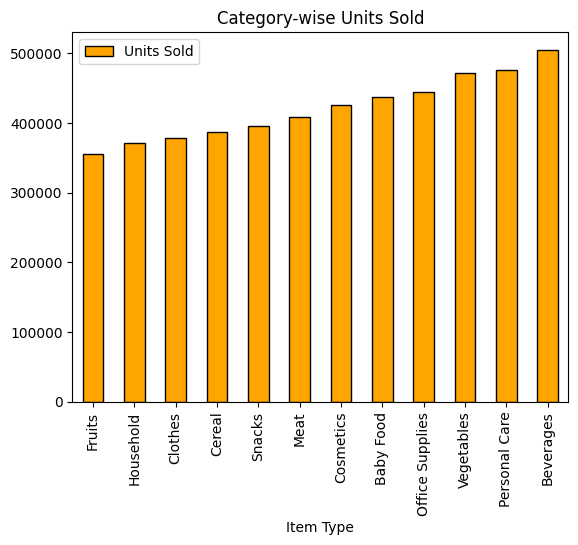 Category-wise Units Sold
Units Sold
500000
400000
300000
200000
100000
0
Fruits
Household
Clothes
Cereal
Snacks
Meat
Cosmetics
Baby Food
Office Supplies
Vegetables
Personal Care
Beverages
Item Type